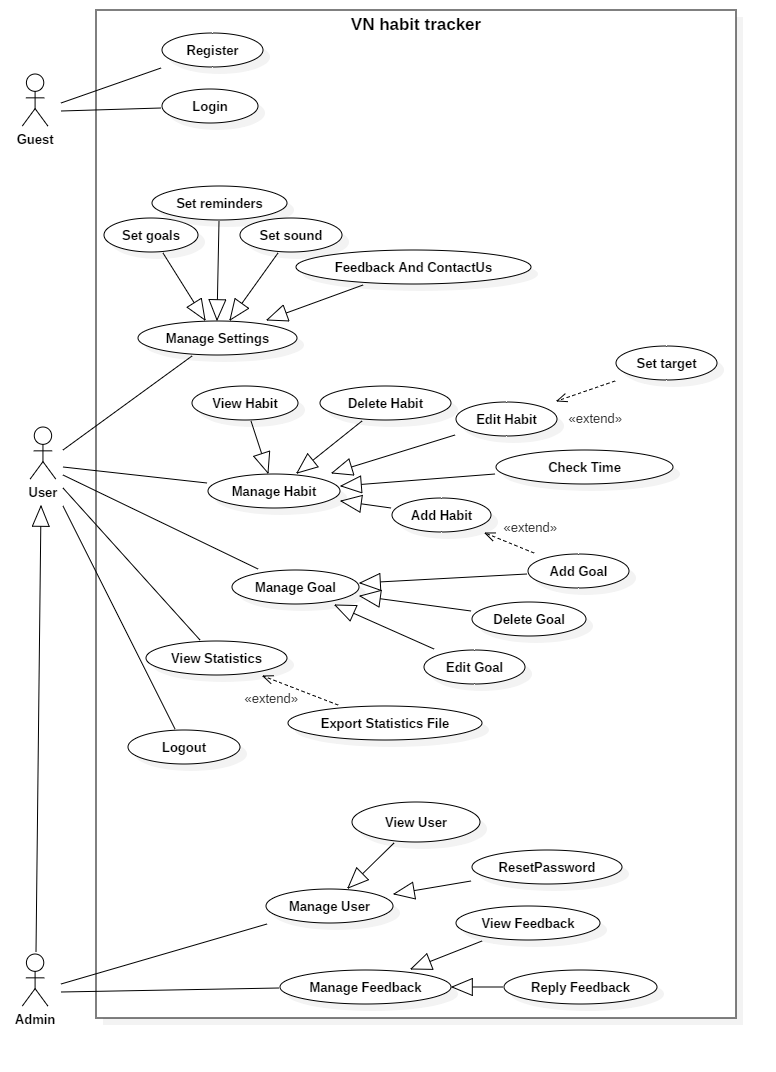 VN habit tracker
Register
Login
Guest
Set reminders
Set goals
Set sound
Feedback And ContactUs
Manage Settings
Set target
View Habit
Delete Habit
Edit Habit
«extend»
Check Time
User
Manage Habit
Add Habit
«extend»
Add Goal
Manage Goal
Delete Goal
View Statistics
Edit Goal
«extend»
Export Statistics File
Logout
View User
ResetPassword
Manage User
View Feedback
Manage Feedback
Reply Feedback
Admin